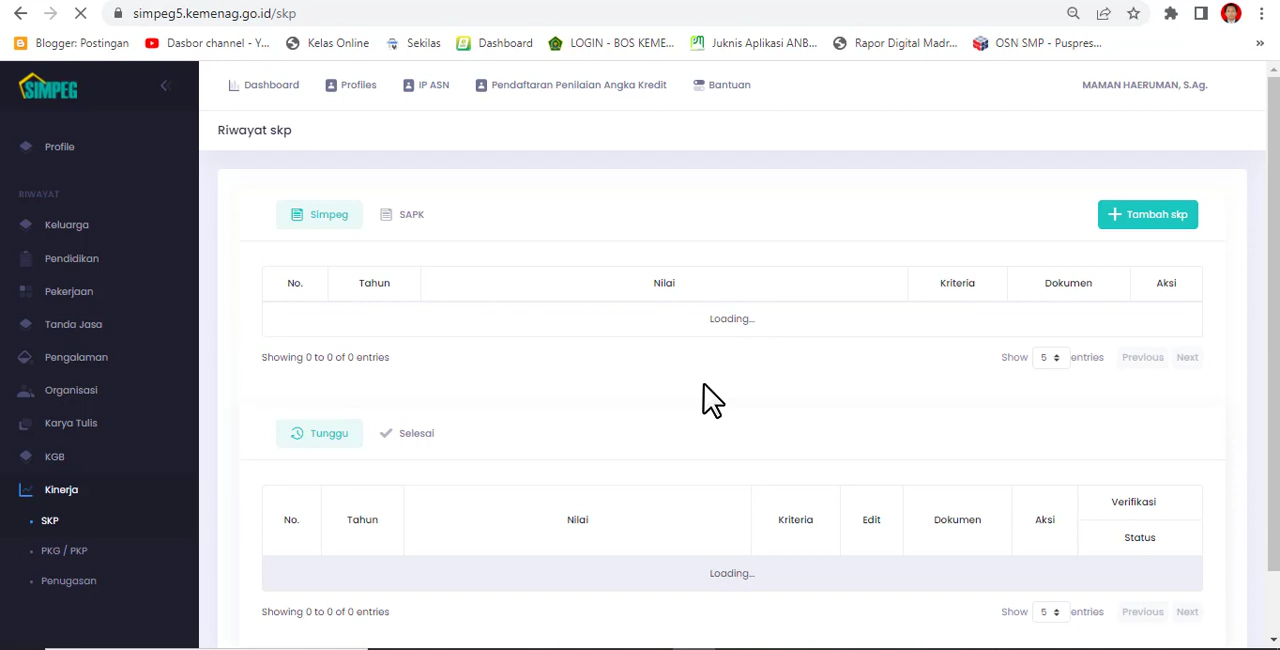 simpeg5.kemenag.go.id/skp
Blogger: Postingan Dasbor channel - Y... Kelas Online Sekilas Dashboard LOGIN - BOS KEME... Juknis Aplikasi ANB... Rapor Digital Madr... OSN SMP - Puspres... »
SIMPEG
Dashboard Profiles IP ASN Pendaftaran Penilaian Angka Kredit Bantuan MAMAN HAERUMAN, S.Ag.
Riwayat skp
Profile
RIWAYAT
Keluarga
Pendidikan
Pekerjaan
Tanda Jasa
Pengalaman
Organisasi
Karya Tulis
KGB
Kinerja
SKP
PKG / PKP
Penugasan
Simpeg SAPK + Tambah skp
No. Tahun Nilai Kriteria Dokumen Aksi
Loading...
Showing 0 to 0 of 0 entries Show 5 entries Previous Next
Tunggu Selesai
No. Tahun Nilai Kriteria Edit Dokumen Aksi Verifikasi
Status
Loading...
Showing 0 to 0 of 0 entries Show 5 entries Previous Next